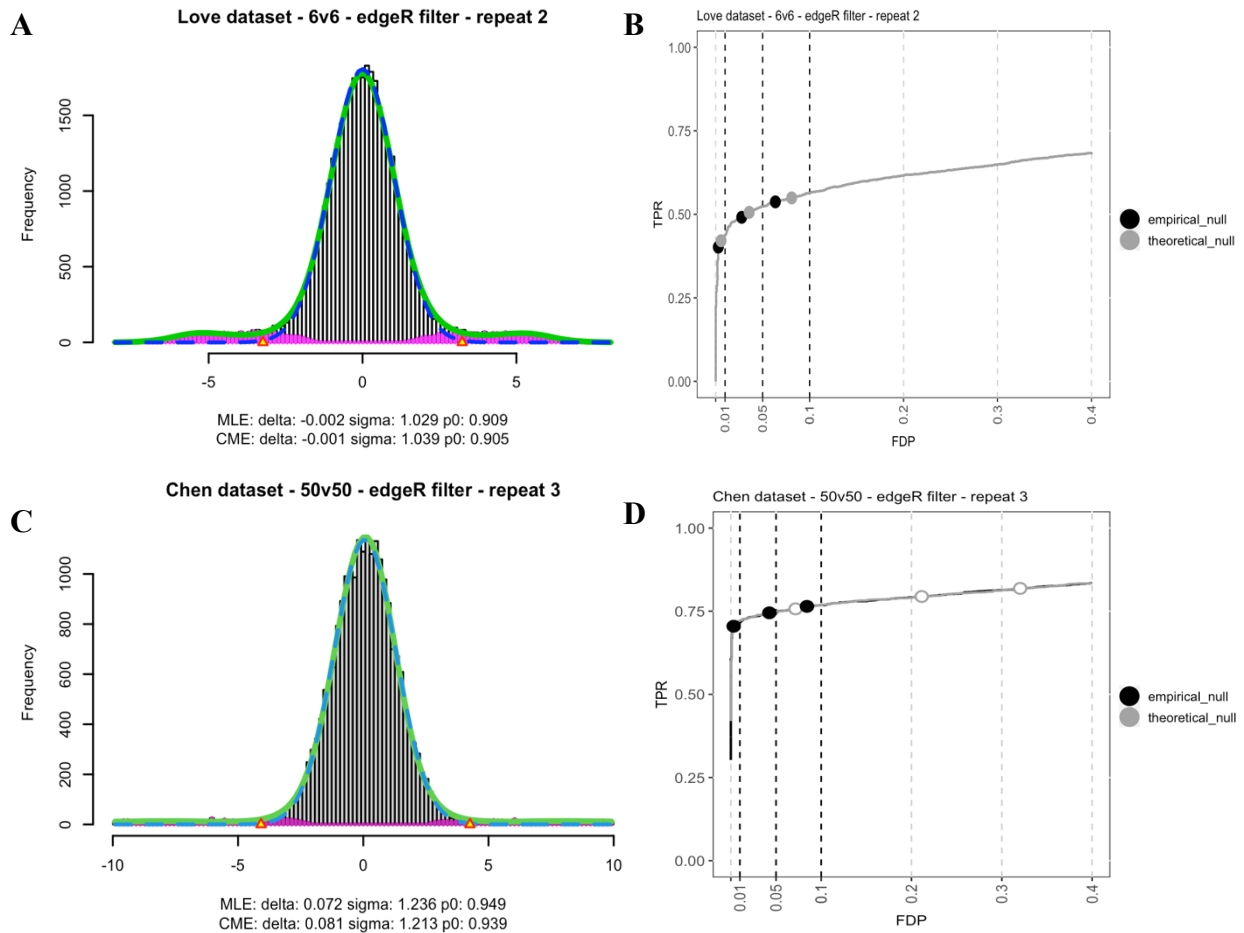 A
Love dataset - 6v6 - edgeR filter - repeat 2
Frequency
0
500
1000
1500
-5
0
5
MLE: delta: -0.002 sigma: 1.029 p0: 0.909
CME: delta: -0.001 sigma: 1.039 p0: 0.905
B
Love dataset - 6v6 - edgeR filter - repeat 2
TPR
1.00
0.75
0.50
0.25
0.00
0.01
0.05
0.1
0.2
0.3
0.4
FDP
empirical_null
theoretical_null
C
Chen dataset - 50v50 - edgeR filter - repeat 3
Frequency
0
200
400
600
800
1000
-10
-5
0
5
10
MLE: delta: 0.072 sigma: 1.236 p0: 0.949
CME: delta: 0.081 sigma: 1.213 p0: 0.939
D
Chen dataset - 50v50 - edgeR filter - repeat 3
TPR
1.00
0.75
0.50
0.25
0.00
0.01
0.05
0.1
0.2
0.3
0.4
FDP
empirical_null
theoretical_null